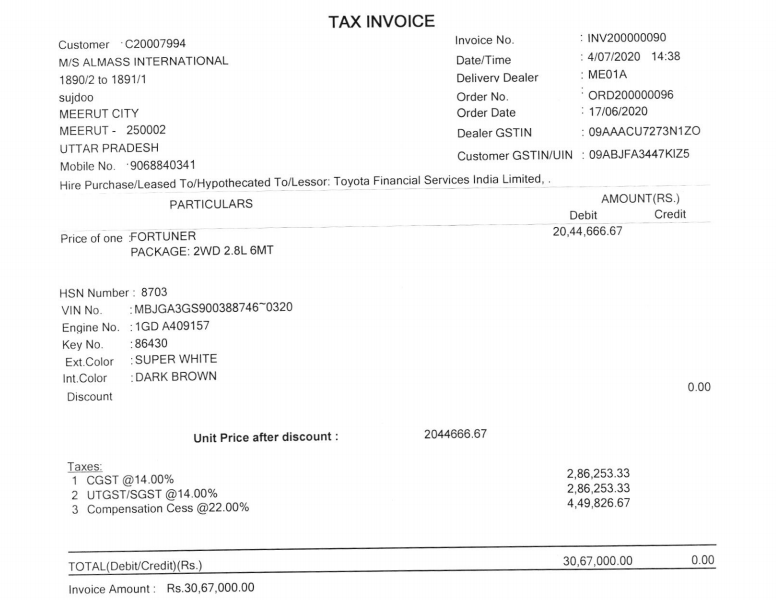 TAX INVOICE
Customer C20007994
M/S ALMASS INTERNATIONAL
1890/2 to 1891/1
sujdoo
MEERUT CITY
MEERUT - 250002
UTTAR PRADESH
Mobile No. 9068840341
Invoice No. : INV200000090
Date/Time : 4/07/2020 14:38
Delivery Dealer : ME01A
Order No. : ORD200000096
Order Date : 17/06/2020
Dealer GSTIN : 09AAACU7273N1ZO
Customer GSTIN/UIN : 09ABJFA3447KIZ5
Hire Purchase/Leased To/Hypothecated To/Lessor: Toyota Financial Services India Limited, .
PARTICULARS AMOUNT(RS.)
Debit Credit
Price of one :FORTUNER 20,44,666.67
PACKAGE: 2WD 2.8L 6MT
HSN Number : 8703
VIN No. :MBJGA3GS900388746~0320
Engine No. :1GD A409157
Key No. :86430
Ext.Color :SUPER WHITE
Int.Color :DARK BROWN
Discount 0.00
Unit Price after discount : 2044666.67
Taxes:
1 CGST @14.00% 2,86,253.33
2 UTGST/SGST @14.00% 2,86,253.33
3 Compensation Cess @22.00% 4,49,826.67
TOTAL(Debit/Credit)(Rs.) 30,67,000.00 0.00
Invoice Amount : Rs.30,67,000.00